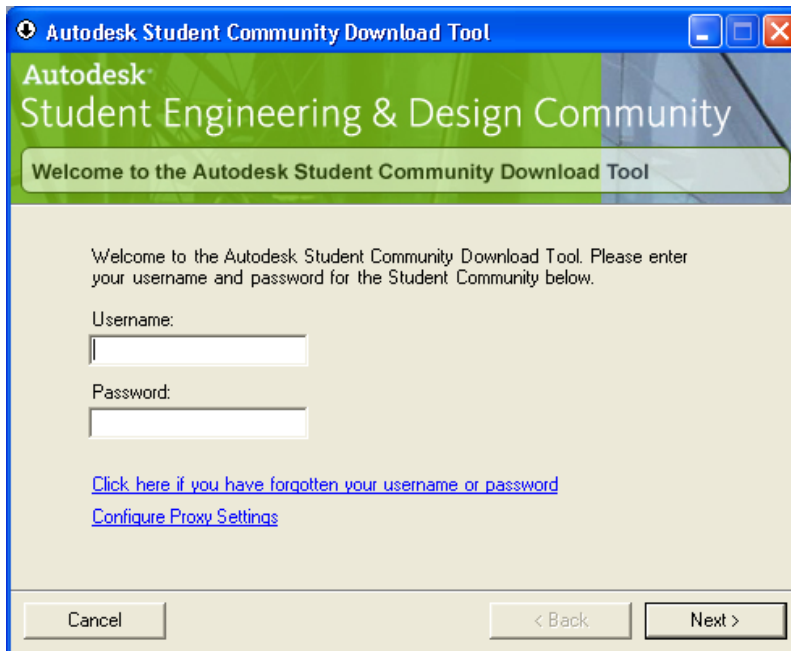 Autodesk Student Community Download Tool
Autodesk®
Student Engineering & Design Community
Welcome to the Autodesk Student Community Download Tool
Welcome to the Autodesk Student Community Download Tool. Please enter
your username and password for the Student Community below.
Username:
Password:
Click here if you have forgotten your username or password
Configure Proxy Settings
Cancel
< Back
Next >